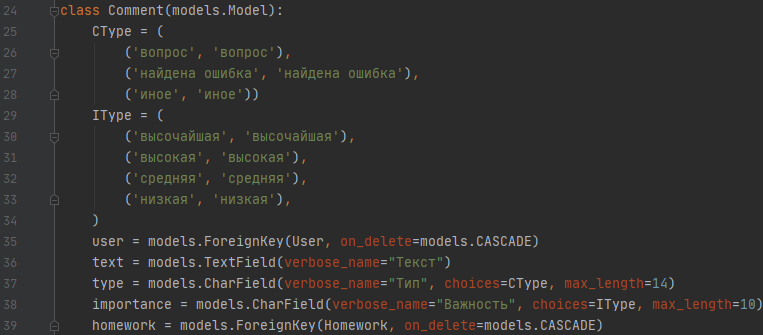 24 class Comment(models.Model):
25     CType = (
26         ('вопрос', 'вопрос'),
27         ('найдена ошибка', 'найдена ошибка'),
28         ('иное', 'иное'))
29     IType = (
30         ('высочайшая', 'высочайшая'),
31         ('высокая', 'высокая'),
32         ('средняя', 'средняя'),
33         ('низкая', 'низкая'),
34     )
35     user = models.ForeignKey(User, on_delete=models.CASCADE)
36     text = models.TextField(verbose_name="Текст")
37     type = models.CharField(verbose_name="Тип", choices=CType, max_length=14)
38     importance = models.CharField(verbose_name="Важность", choices=IType, max_length=10)
39     homework = models.ForeignKey(Homework, on_delete=models.CASCADE)